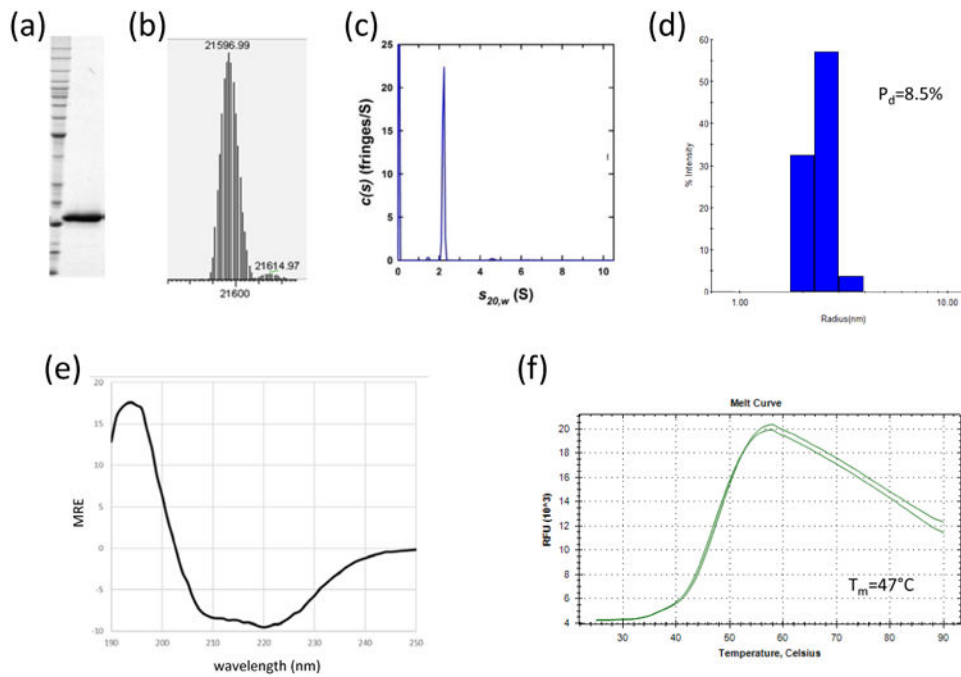 (a)
(b)
21596.99
21614.97
21600
(c)
c(s) (fringes/S)
25
20
15
10
5
0
0 2 4 6 8 10
s20,w (S)
(d)
% Intensity
60
50
40
30
20
10
0
Pd=8.5%
1.00 10.00
Radius(nm)
(e)
MRE
20
15
10
5
0
-5
-10
190 200 210 220 230 240 250
wavelength (nm)
(f)
Melt Curve
RFU (10^3)
20
18
16
14
12
10
8
6
4
Tm=47°C
30 40 50 60 70 80 90
Temperature, Celsius